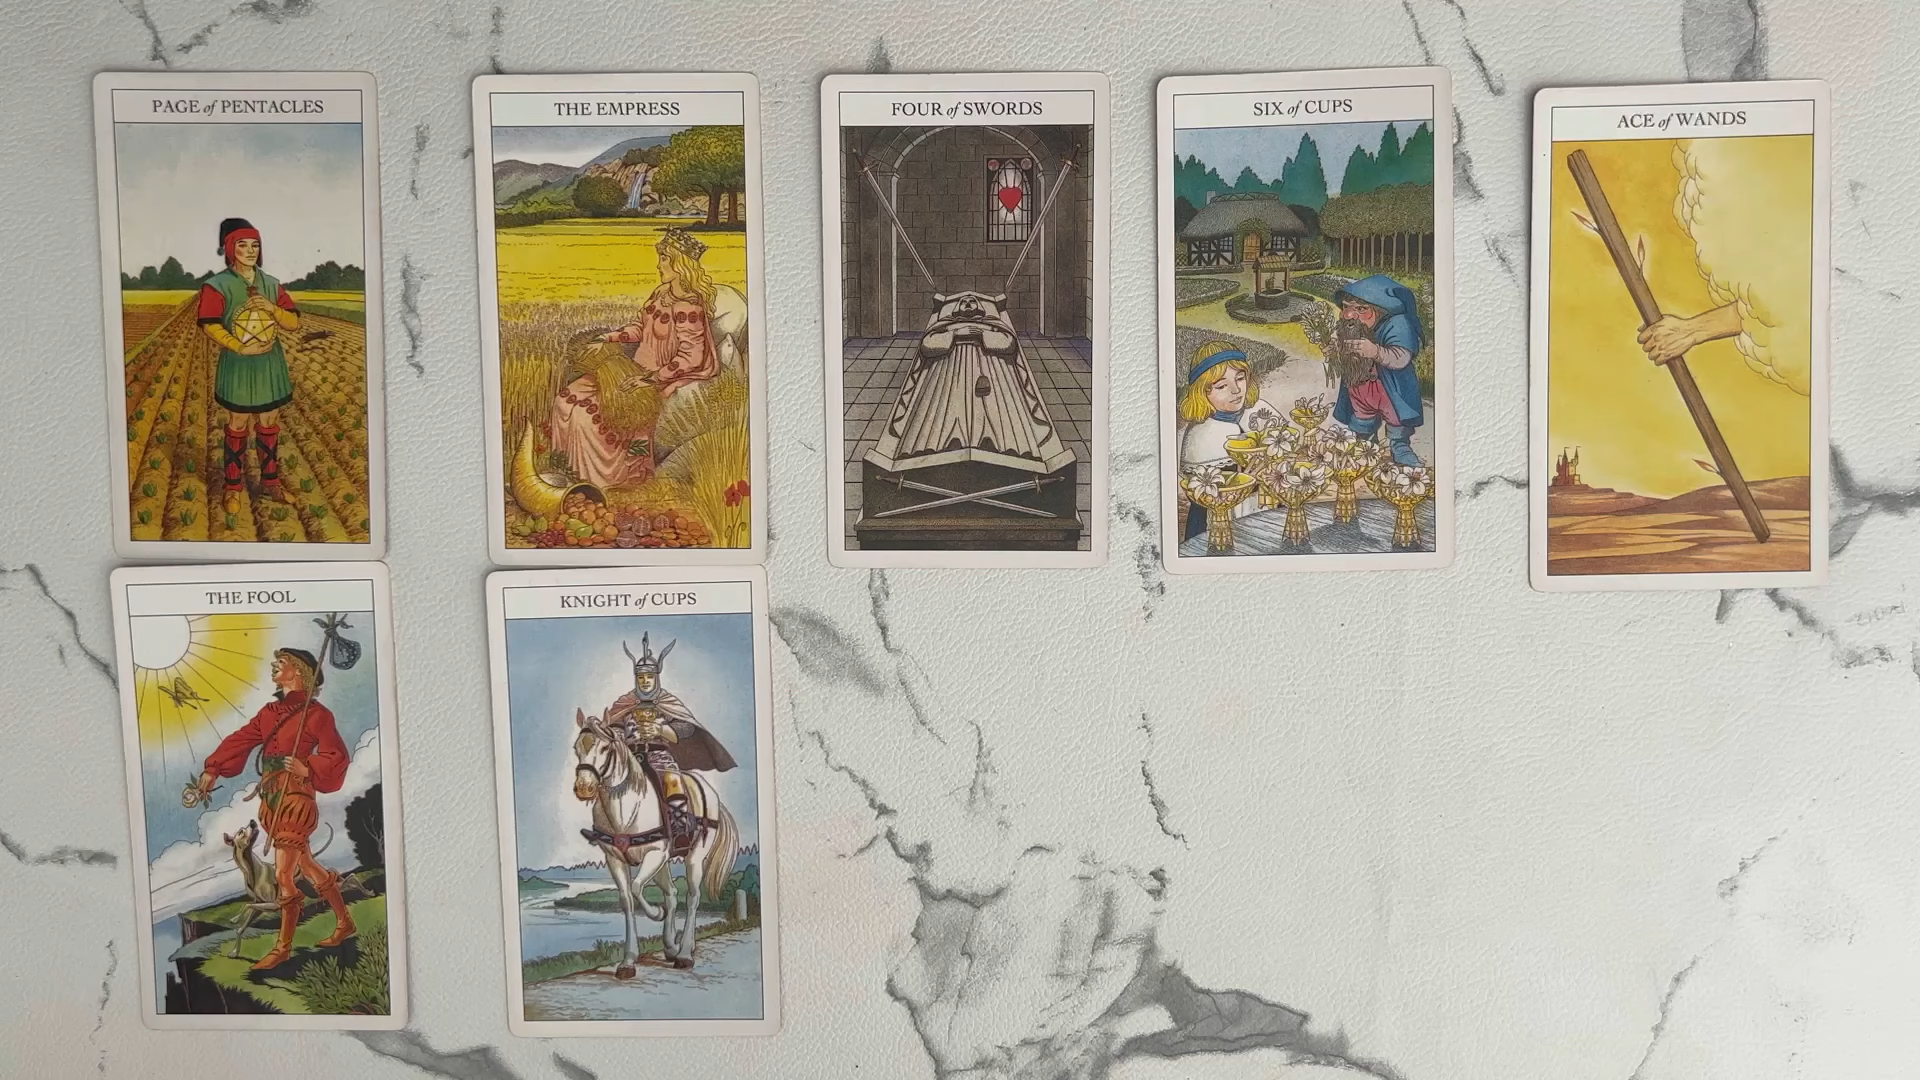 PAGE of PENTACLES
THE EMPRESS
FOUR of SWORDS
SIX of CUPS
ACE of WANDS
THE FOOL
KNIGHT of CUPS